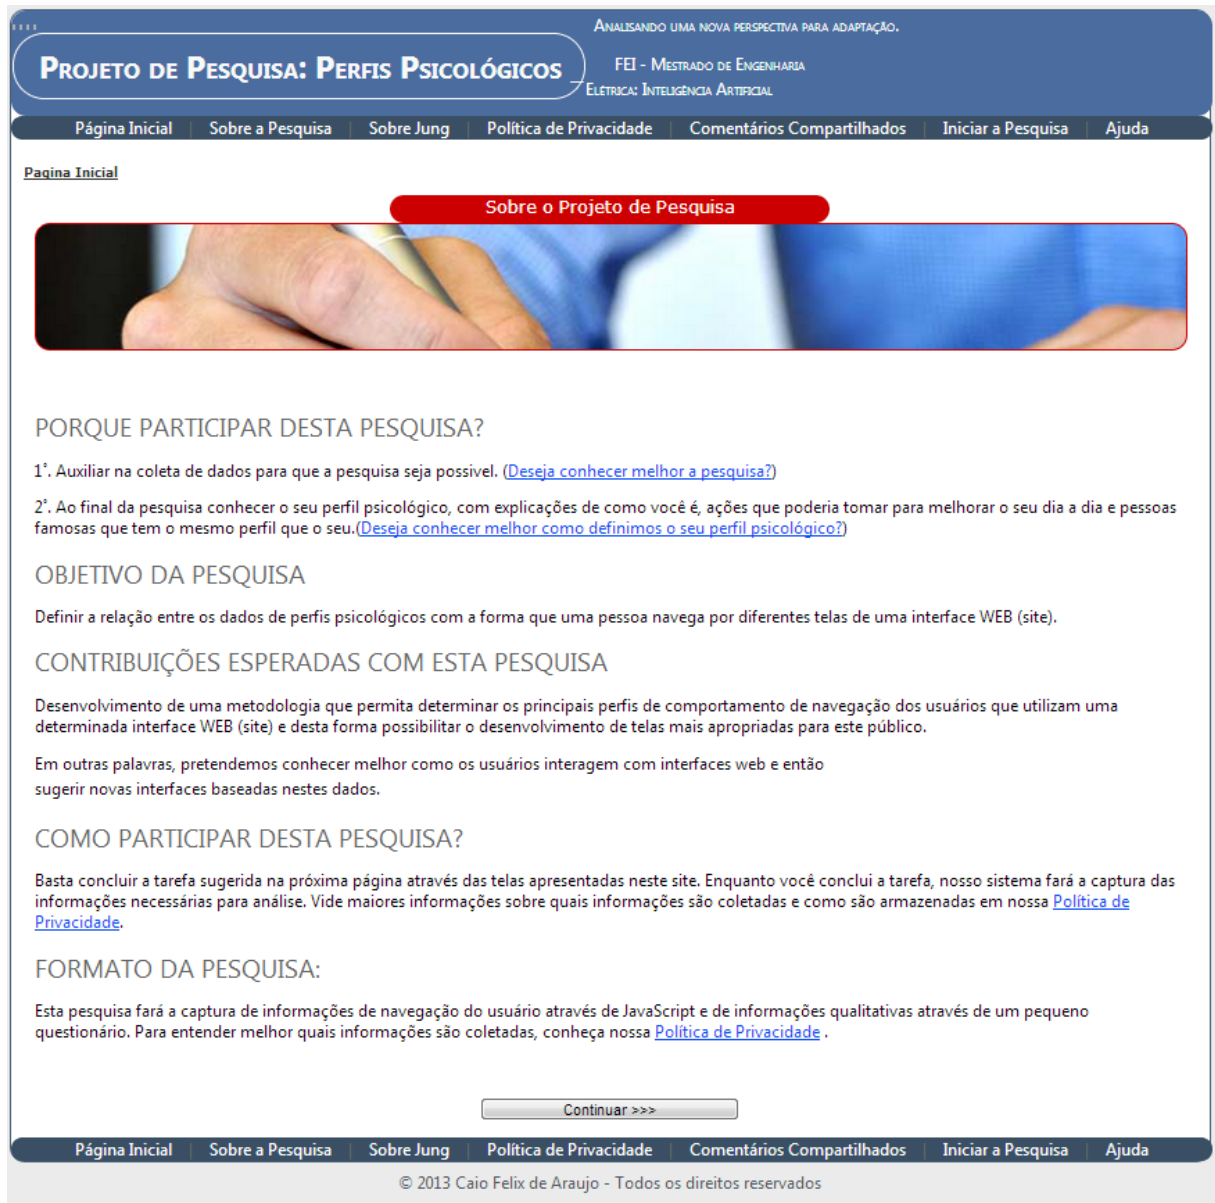 Analisando uma nova perspectiva para adaptação.
Projeto de Pesquisa: Perfis Psicológicos
FEI - Mestrado de Engenharia
Elétrica: Inteligência Artificial
Página Inicial | Sobre a Pesquisa | Sobre Jung | Política de Privacidade | Comentários Compartilhados | Iniciar a Pesquisa | Ajuda
Pagina Inicial
Sobre o Projeto de Pesquisa
PORQUE PARTICIPAR DESTA PESQUISA?
1°. Auxiliar na coleta de dados para que a pesquisa seja possivel. (Deseja conhecer melhor a pesquisa?)
2°. Ao final da pesquisa conhecer o seu perfil psicológico, com explicações de como você é, ações que poderia tomar para melhorar o seu dia a dia e pessoas
famosas que tem o mesmo perfil que o seu.(Deseja conhecer melhor como definimos o seu perfil psicológico?)
OBJETIVO DA PESQUISA
Definir a relação entre os dados de perfis psicológicos com a forma que uma pessoa navega por diferentes telas de uma interface WEB (site).
CONTRIBUIÇÕES ESPERADAS COM ESTA PESQUISA
Desenvolvimento de uma metodologia que permita determinar os principais perfis de comportamento de navegação dos usuários que utilizam uma
determinada interface WEB (site) e desta forma possibilitar o desenvolvimento de telas mais apropriadas para este público.
Em outras palavras, pretendemos conhecer melhor como os usuários interagem com interfaces web e então
sugerir novas interfaces baseadas nestes dados.
COMO PARTICIPAR DESTA PESQUISA?
Basta concluir a tarefa sugerida na próxima página através das telas apresentadas neste site. Enquanto você conclui a tarefa, nosso sistema fará a captura das
informações necessárias para análise. Vide maiores informações sobre quais informações são coletadas e como são armazenadas em nossa Política de
Privacidade.
FORMATO DA PESQUISA:
Esta pesquisa fará a captura de informações de navegação do usuário através de JavaScript e de informações qualitativas através de um pequeno
questionário. Para entender melhor quais informações são coletadas, conheça nossa Política de Privacidade .
Continuar >>>
Página Inicial | Sobre a Pesquisa | Sobre Jung | Política de Privacidade | Comentários Compartilhados | Iniciar a Pesquisa | Ajuda
© 2013 Caio Felix de Araujo - Todos os direitos reservados